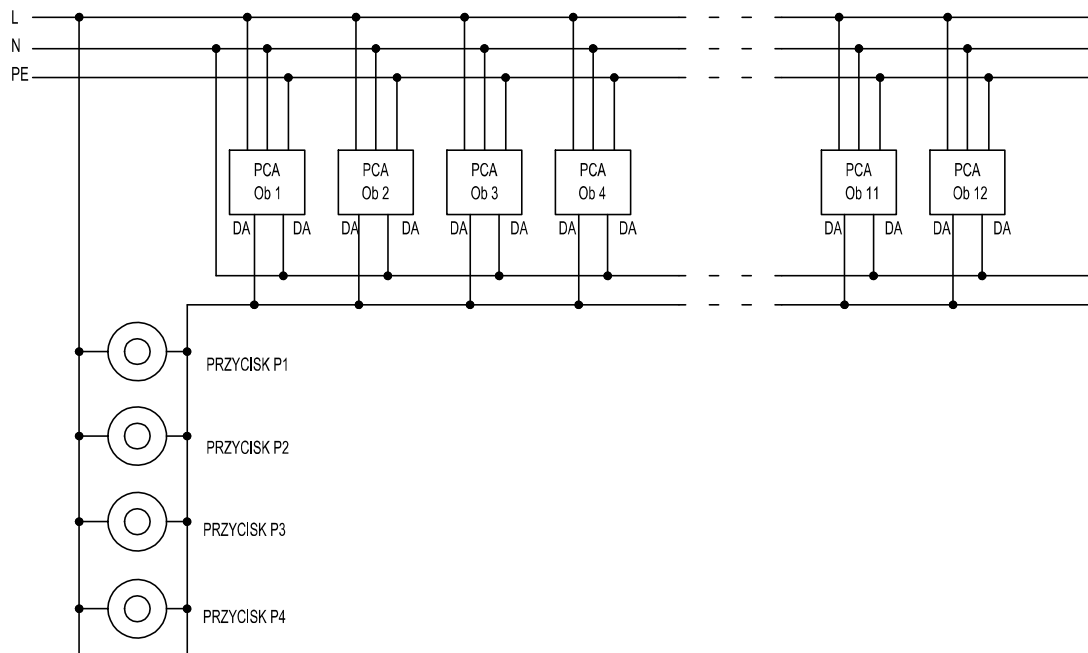 L
N
PE
PCA
Ob 1
PCA
Ob 2
PCA
Ob 3
PCA
Ob 4
PCA
Ob 11
PCA
Ob 12
DA DA DA DA DA DA DA DA DA DA DA DA
PRZYCISK P1
PRZYCISK P2
PRZYCISK P3
PRZYCISK P4